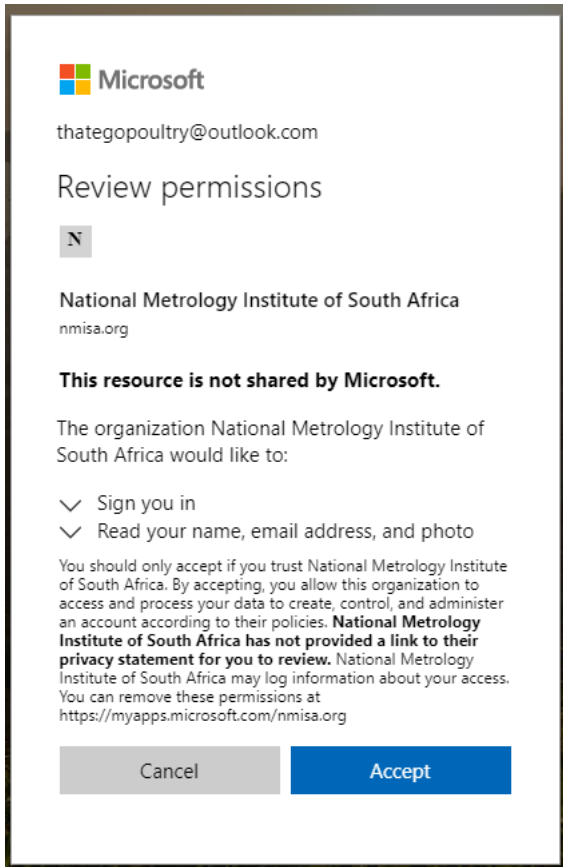 Microsoft
thategopoultry@outlook.com
Review permissions
N
National Metrology Institute of South Africa
nmisa.org
This resource is not shared by Microsoft.
The organization National Metrology Institute of
South Africa would like to:
Sign you in
Read your name, email address, and photo
You should only accept if you trust National Metrology Institute
of South Africa. By accepting, you allow this organization to
access and process your data to create, control, and administer
an account according to their policies. National Metrology
Institute of South Africa has not provided a link to their
privacy statement for you to review. National Metrology
Institute of South Africa may log information about your access.
You can remove these permissions at
https://myapps.microsoft.com/nmisa.org
Cancel
Accept